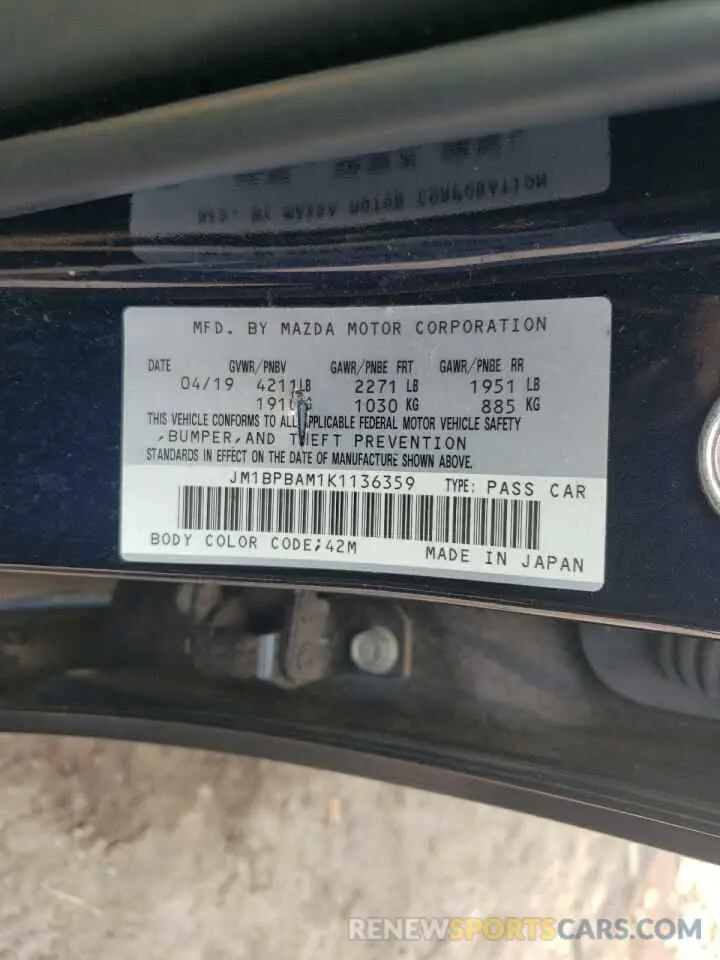 MFD. BY MAZDA MOTOR CORPORATION
DATE GVWR/PNBV GAWR/PNBE FRT GAWR/PNBE RR
04/19 4211LB 2271 LB 1951 LB
1030 KG 885 KG
THIS VEHICLE CONFORMS TO ALL APPLICABLE FEDERAL MOTOR VEHICLE SAFETY
,BUMPER,AND THEFT PREVENTION
STANDARDS IN EFFECT ON THE DATE OF MANUFACTURE SHOWN ABOVE.
JM1BPBAM1K1136359 TYPE: PASS CAR
BODY COLOR CODE;42M MADE IN JAPAN
RENEWSPORTSCARS.COM